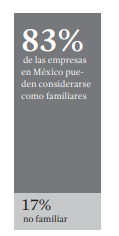 83%
de las empresas
en México pue-
den considerarse
como familiares
17%
no familiar